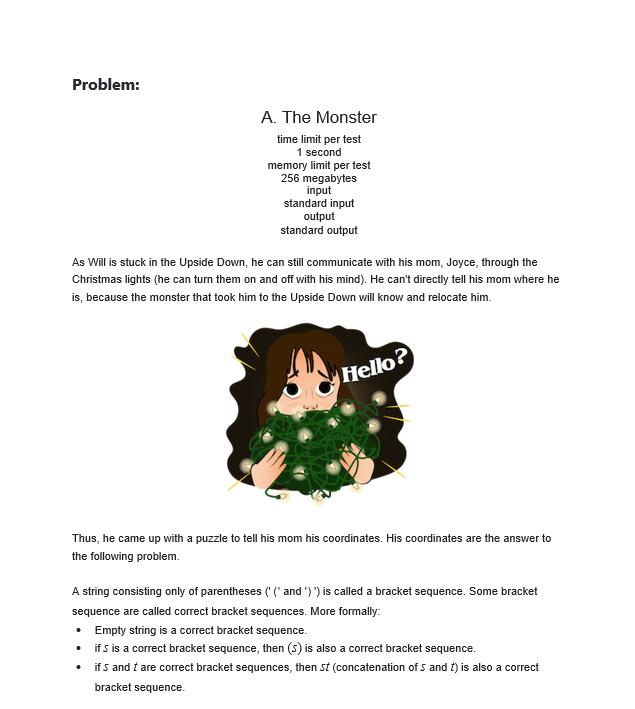 Problem:
A. The Monster
time limit per test
1 second
memory limit per test
256 megabytes
input
standard input
output
standard output
As Will is stuck in the Upside Down, he can still communicate with his mom, Joyce, through the
Christmas lights (he can turn them on and off with his mind). He can't directly tell his mom where he
is, because the monster that took him to the Upside Down will know and relocate him.
Hello?
Thus, he came up with a puzzle to tell his mom his coordinates. His coordinates are the answer to
the following problem.
A string consisting only of parentheses ('(' and ')') is called a bracket sequence. Some bracket
sequence are called correct bracket sequences. More formally:
• Empty string is a correct bracket sequence.
• if s is a correct bracket sequence, then (s) is also a correct bracket sequence.
• if s and t are correct bracket sequences, then st (concatenation of s and t) is also a correct
bracket sequence.